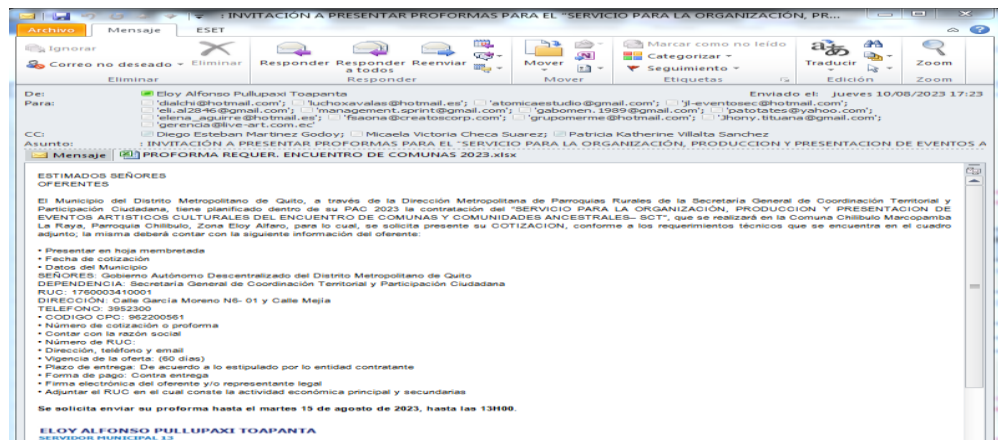 : INVITACIÓN A PRESENTAR PROFORMAS PARA EL "SERVICIO PARA LA ORGANIZACIÓN, PR...
Archivo Mensaje ESET
Ignorar
Correo no deseado
Eliminar
Responder
Responder a todos
Reenviar
Mover
Marcar como no leído
Categorizar
Seguimiento
Traducir
Zoom
Eliminar Responder Mover Etiquetas Edición Zoom
De: Eloy Alfonso Pullupaxi Toapanta Enviado el: jueves 10/08/2023 17:23
Para: 'dialchi@hotmail.com'; 'luchoxavalas@hotmail.es'; 'atomicaestudio@gmail.com'; 'jl-eventosec@hotmail.com';
'eli.al2846@gmail.com'; 'management.sprint@gmail.com'; 'gabomen.1989@gmail.com'; 'patotates@yahoo.com';
'elena_aguirre@hotmail.es'; 'fsaona@creatoscorp.com'; 'grupomerme@hotmail.com'; 'Jhony.tituana@gmail.com';
'gerencia@live-art.com.ec'
CC: Diego Esteban Martinez Godoy; Micaela Victoria Checa Suarez; Patricia Katherine Villalta Sanchez
Asunto: : INVITACIÓN A PRESENTAR PROFORMAS PARA EL "SERVICIO PARA LA ORGANIZACIÓN, PRODUCCION Y PRESENTACION DE EVENTOS A
Mensaje PROFORMA REQUER. ENCUENTRO DE COMUNAS 2023.xlsx
ESTIMADOS SEÑORES
OFERENTES
El Municipio del Distrito Metropolitano de Quito, a través de la Dirección Metropolitana de Parroquias Rurales de la Secretaría General de Coordinación Territorial y
Participación Ciudadana, tiene planificado dentro de su PAC 2023 la contratación del "SERVICIO PARA LA ORGANIZACIÓN, PRODUCCION Y PRESENTACION DE
EVENTOS ARTISTICOS CULTURALES DEL ENCUENTRO DE COMUNAS Y COMUNIDADES ANCESTRALES– SCT", que se realizará en la Comuna Chilibulo Marcopamba
La Raya, Parroquia Chilibulo, Zona Eloy Alfaro, para lo cual, se solicita presente su COTIZACION, conforme a los requerimientos técnicos que se encuentra en el cuadro
adjunto; la misma deberá contar con la siguiente información del oferente:
• Presentar en hoja membretada
• Fecha de cotización
• Datos del Municipio
SEÑORES: Gobierno Autónomo Descentralizado del Distrito Metropolitano de Quito
DEPENDENCIA: Secretaría General de Coordinación Territorial y Participación Ciudadana
RUC: 1760003410001
DIRECCIÓN: Calle García Moreno N6- 01 y Calle Mejía
TELEFONO: 3952300
• CODIGO CPC: 962200561
• Número de cotización o proforma
• Contar con la razón social
• Número de RUC:
• Dirección, teléfono y email
• Vigencia de la oferta: (60 días)
• Plazo de entrega: De acuerdo a lo estipulado por lo entidad contratante
• Forma de pago: Contra entrega
• Firma electrónica del oferente y/o representante legal
• Adjuntar el RUC en el cual conste la actividad económica principal y secundarias
Se solicita enviar su proforma hasta el martes 15 de agosto de 2023, hasta las 13H00.
ELOY ALFONSO PULLUPAXI TOAPANTA
SERVIDOR MUNICIPAL 13